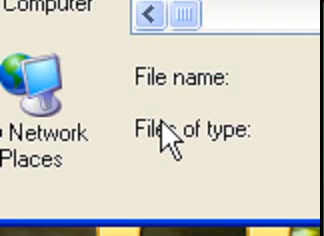 Computer
File name:
Files of type:
Network
Places